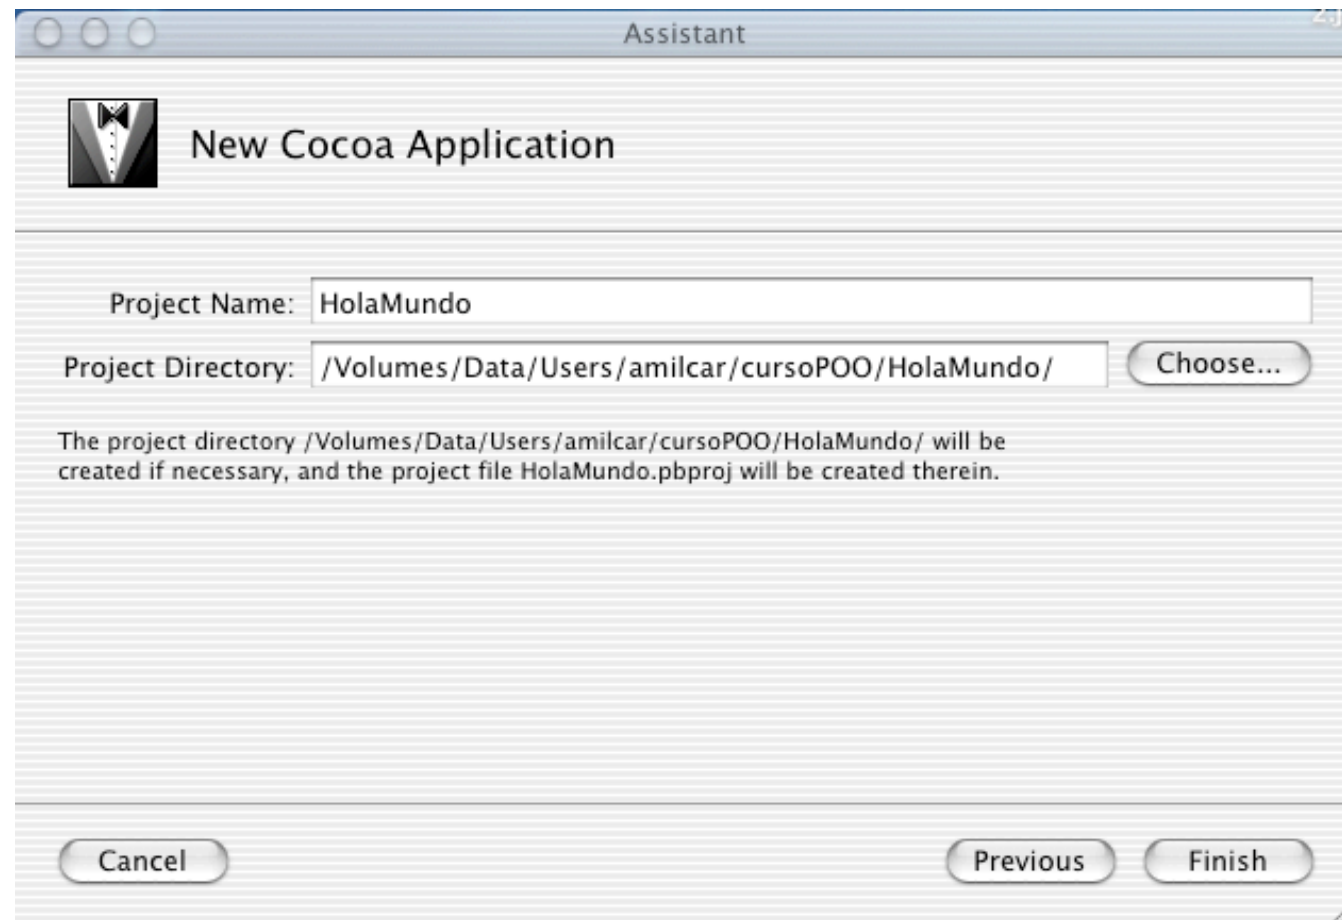 Assistant
New Cocoa Application
Project Name: HolaMundo
Project Directory: /Volumes/Data/Users/amilcar/cursoPOO/HolaMundo/ Choose...
The project directory /Volumes/Data/Users/amilcar/cursoPOO/HolaMundo/ will be
created if necessary, and the project file HolaMundo.pbproj will be created therein.
Cancel Previous Finish